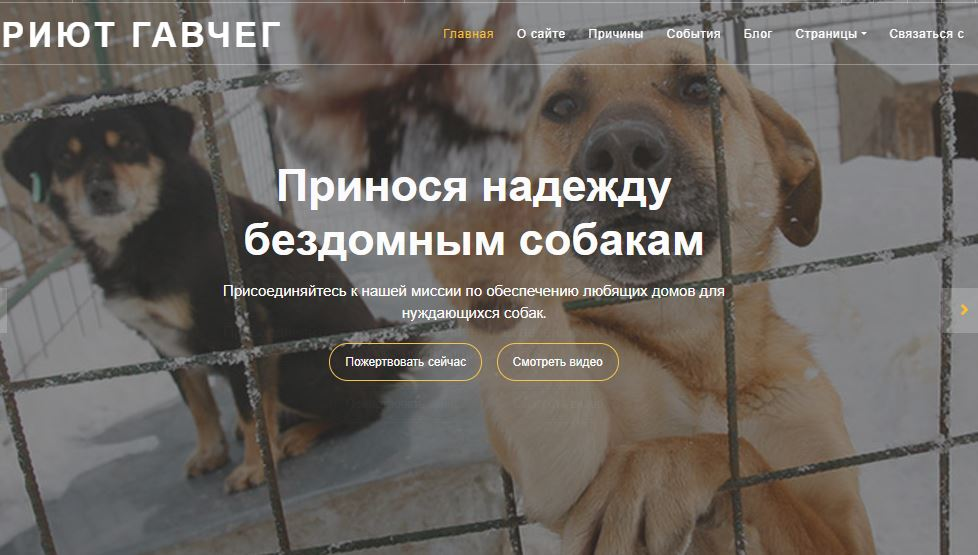 РИЮТ ГАВЧЕГ
Главная О сайте Причины События Блог Страницы Связаться с
Принося надежду
бездомным собакам
Присоединяйтесь к нашей миссии по обеспечению любящих домов для
нуждающихся собак.
Пожертвовать сейчас Смотреть видео